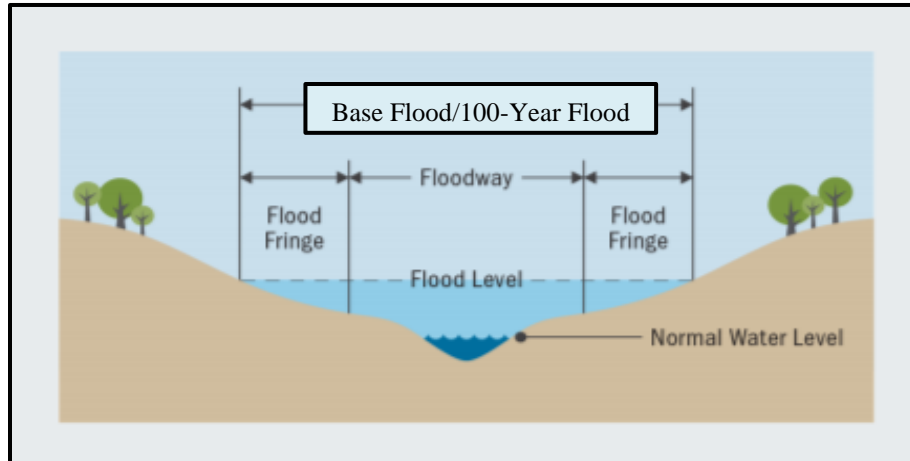 Base Flood/100-Year Flood
Floodway
Flood
Fringe
Flood
Fringe
Flood Level
Normal Water Level